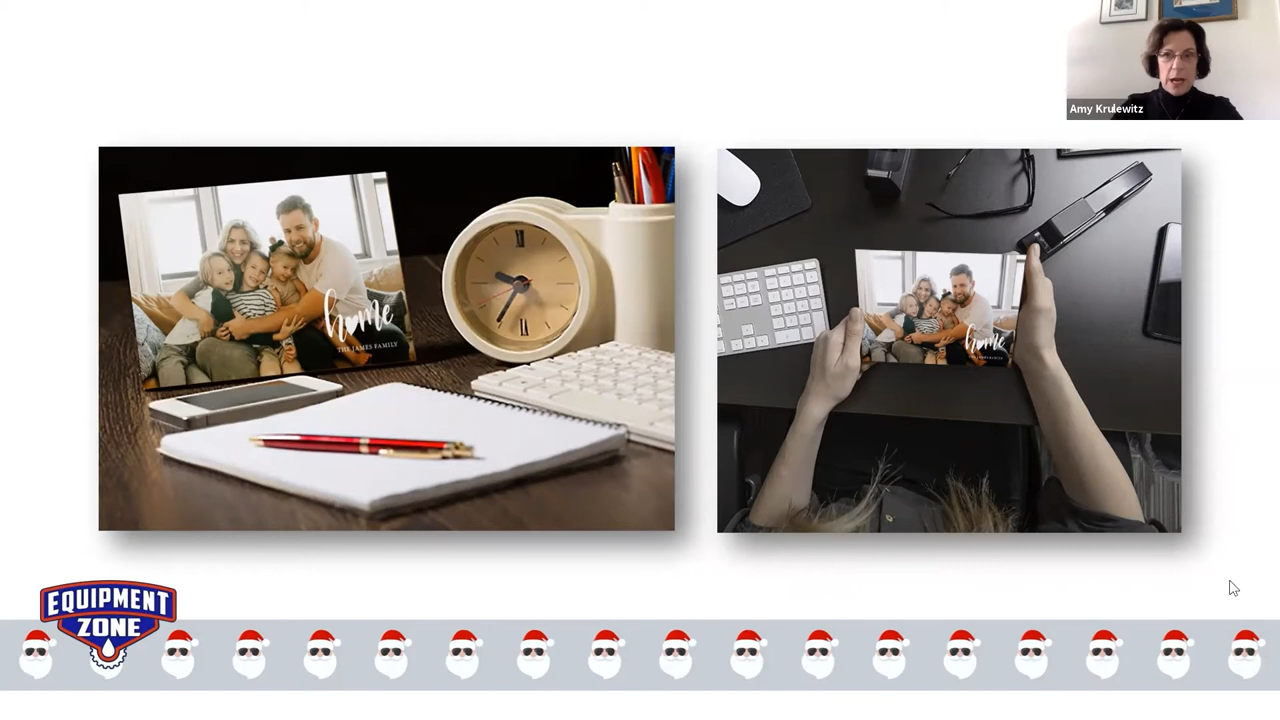 Amy Krulewitz
home
THE JAMES FAMILY
home
EQUIPMENT
ZONE